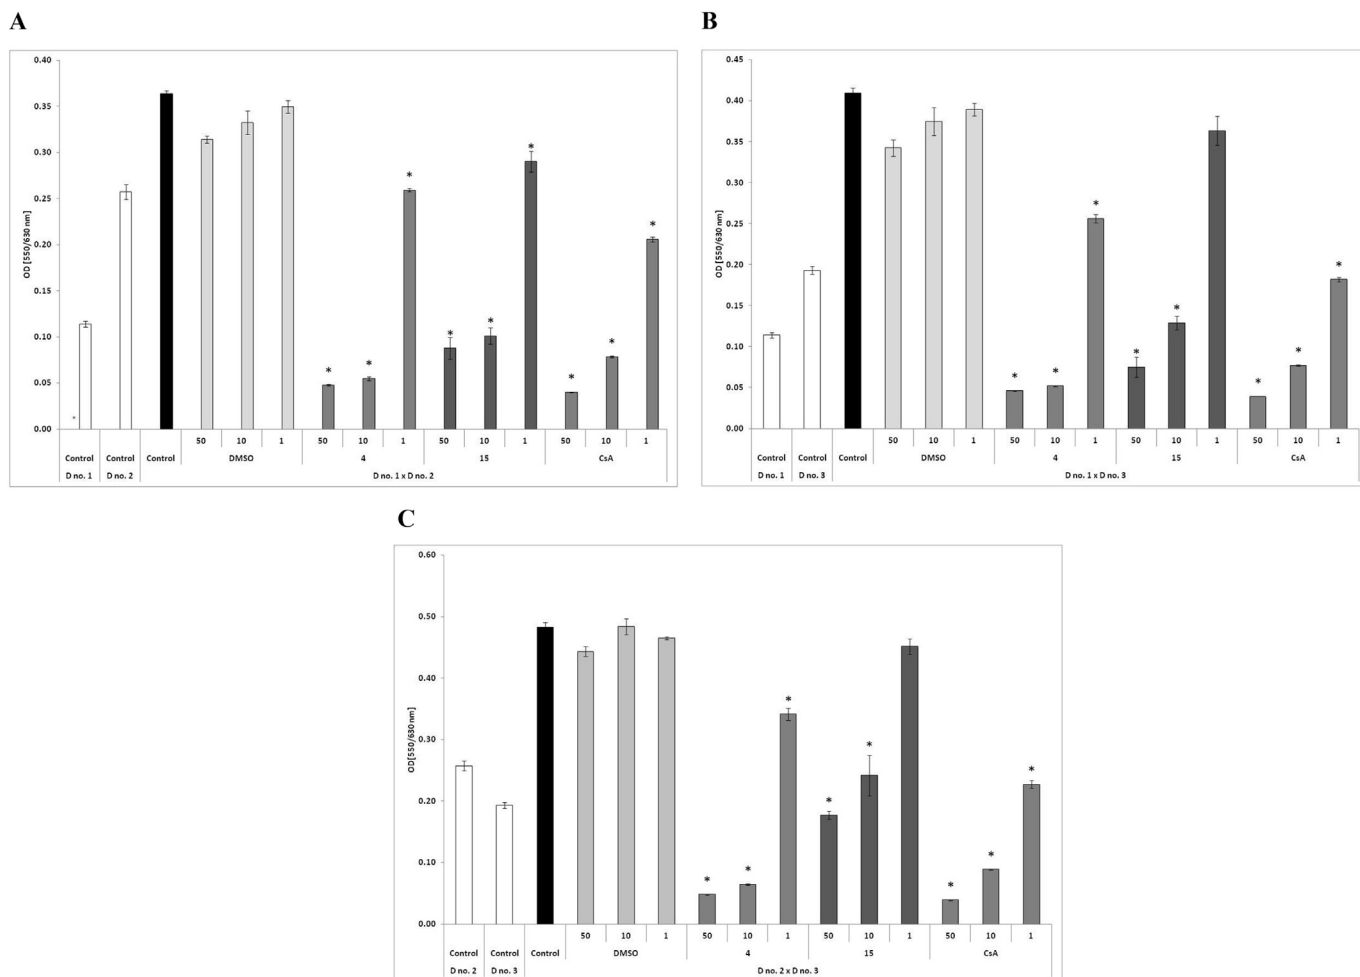 A
OD [550/630 nm]
0.40
0.35
0.30
0.25
0.20
0.15
0.10
0.05
0.00
* * * * * * * * *
*
50 10 1 50 10 1 50 10 1 50 10 1
Control Control Control DMSO 4 15 CsA
D no. 1 D no. 2 D no. 1 x D no. 2
B
OD [550/630 nm]
0.45
0.40
0.35
0.30
0.25
0.20
0.15
0.10
0.05
0.00
* * * * * * * *
50 10 1 50 10 1 50 10 1 50 10 1
Control Control Control DMSO 4 15 CsA
D no. 1 D no. 3 D no. 1 x D no. 3
C
OD[550/630 nm]
0.60
0.50
0.40
0.30
0.20
0.10
0.00
* * * * * * * *
50 10 1 50 10 1 50 10 1 50 10 1
Control Control Control DMSO 4 15 CsA
D no. 2 D no. 3 D no. 2 x D no. 3